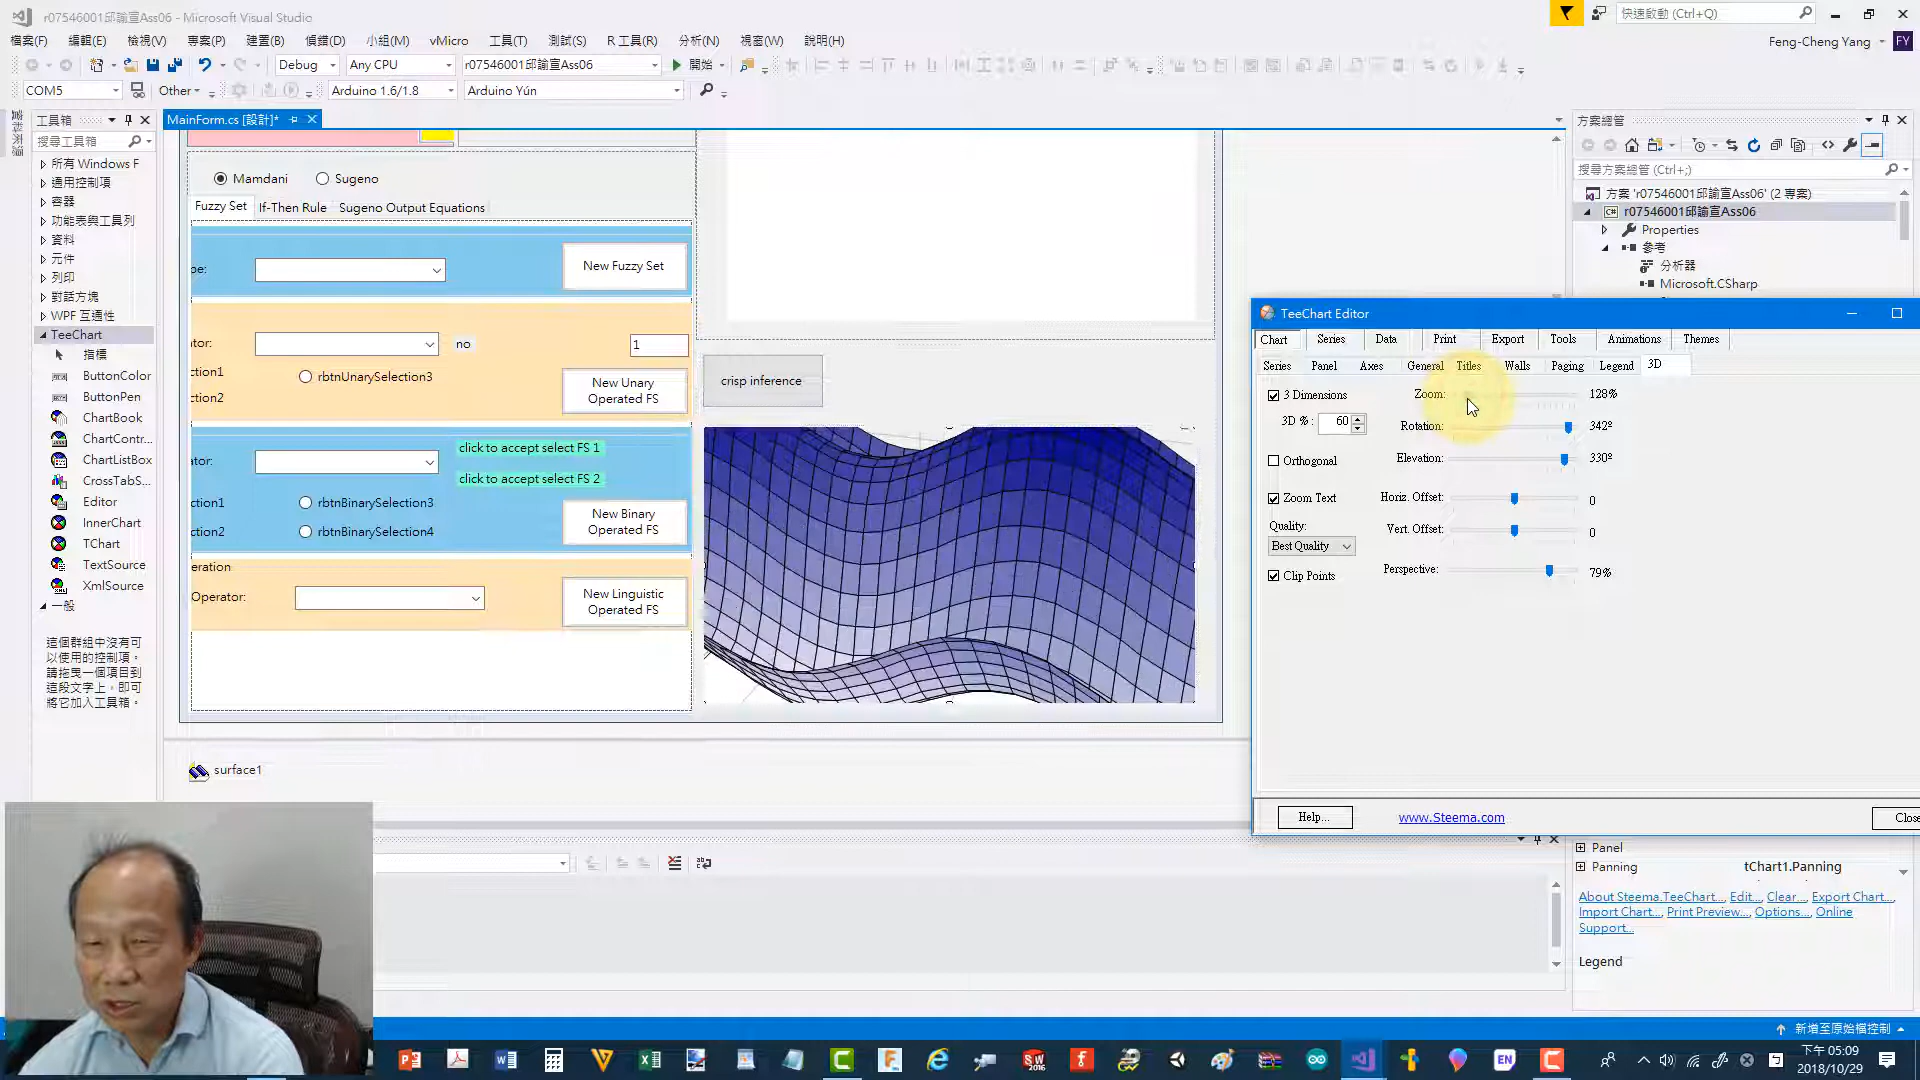 r07546001邱諭宣Ass06 - Microsoft Visual Studio
快速啟動 (Ctrl+Q)
檔案(F) 編輯(E) 檢視(V) 專案(P) 建置(B) 偵錯(D) 小組(M) vMicro 工具(T) 測試(S) R 工具(R) 分析(N) 視窗(W) 說明(H)
Feng-Cheng Yang FY
Debug Any CPU r07546001邱諭宣Ass06 開始
COM5 Other Arduino 1.6/1.8 Arduino Yún
工具箱
搜尋工具箱
所有 Windows F
通用控制項
容器
功能表與工具列
資料
元件
列印
對話方塊
WPF 互通性
TeeChart
指標
ButtonColor
ButtonPen
ChartBook
ChartContr...
ChartListBox
CrossTabS...
Editor
InnerChart
TChart
TextSource
XmlSource
一般
這個群組中沒有可
以使用的控制項。
請拖曳一個項目到
這段文字上，即可
將它加入工具箱。
MainForm.cs [設計]*
Mamdani Sugeno
Fuzzy Set If-Then Rule Sugeno Output Equations
pe:
New Fuzzy Set
ator: no 1
ction1 rbtnUnarySelection3
ction2
New Unary
Operated FS
click to accept select FS 1
ator:
click to accept select FS 2
ction1 rbtnBinarySelection3
ction2 rbtnBinarySelection4
New Binary
Operated FS
eration
Operator:
New Linguistic
Operated FS
crisp inference
surface1
方案總管
搜尋方案總管 (Ctrl+;)
方案 'r07546001邱諭宣Ass06' (2 專案)
r07546001邱諭宣Ass06
Properties
參考
分析器
Microsoft.CSharp
TeeChart Editor
Chart Series Data Print Export Tools Animations Themes
Series Panel Axes General Titles Walls Paging Legend 3D
3 Dimensions
3D % : 60
Orthogonal
Zoom Text
Quality:
Best Quality
Clip Points
Zoom: 128%
Rotation: 342º
Elevation: 330º
Horiz. Offset: 0
Vert. Offset: 0
Perspective: 79%
Help...
www.Steema.com
Close
Panel
Panning tChart1.Panning
About Steema.TeeChart..., Edit..., Clear..., Export Chart...,
Import Chart..., Print Preview..., Options..., Online
Support...
Legend
新增至原始檔控制
EN
下午 05:09
2018/10/29